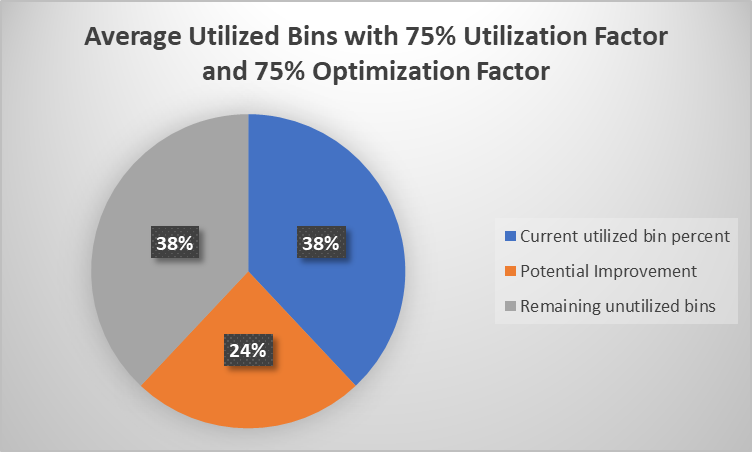 Average Utilized Bins with 75% Utilization Factor
and 75% Optimization Factor
38%
38%
24%
Current utilized bin percent
Potential Improvement
Remaining unutilized bins